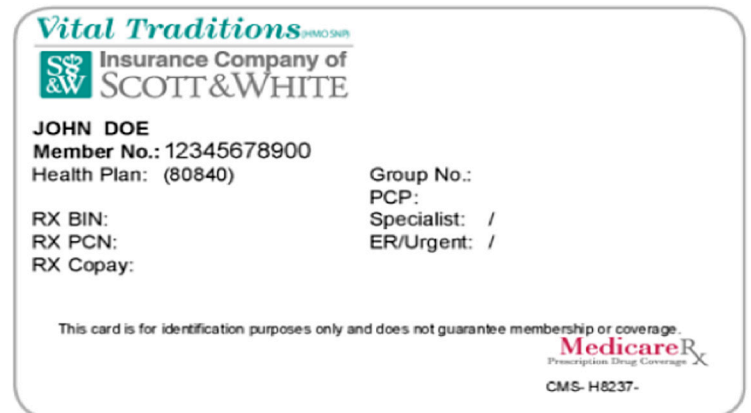 Vital Traditions (HMO SNP)
S&W Insurance Company of
SCOTT & WHITE
JOHN DOE
Member No.: 12345678900
Health Plan: (80840)
Group No.:
PCP:
RX BIN:
Specialist: /
RX PCN:
ER/Urgent: /
RX Copay:
This card is for identification purposes only and does not guarantee membership or coverage.
MedicareRx
Prescription Drug Coverage
CMS- H8237-